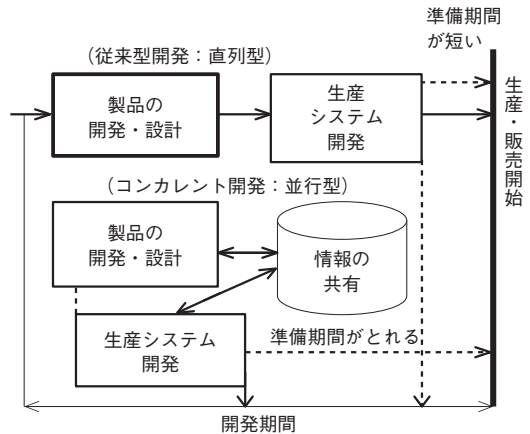 準備期間
が短い
（従来型開発：直列型）
製品の
開発・設計
生産
システム
開発
生産・販売開始
（コンカレント開発：並行型）
製品の
開発・設計
情報の
共有
生産システム
開発
準備期間がとれる
開発期間